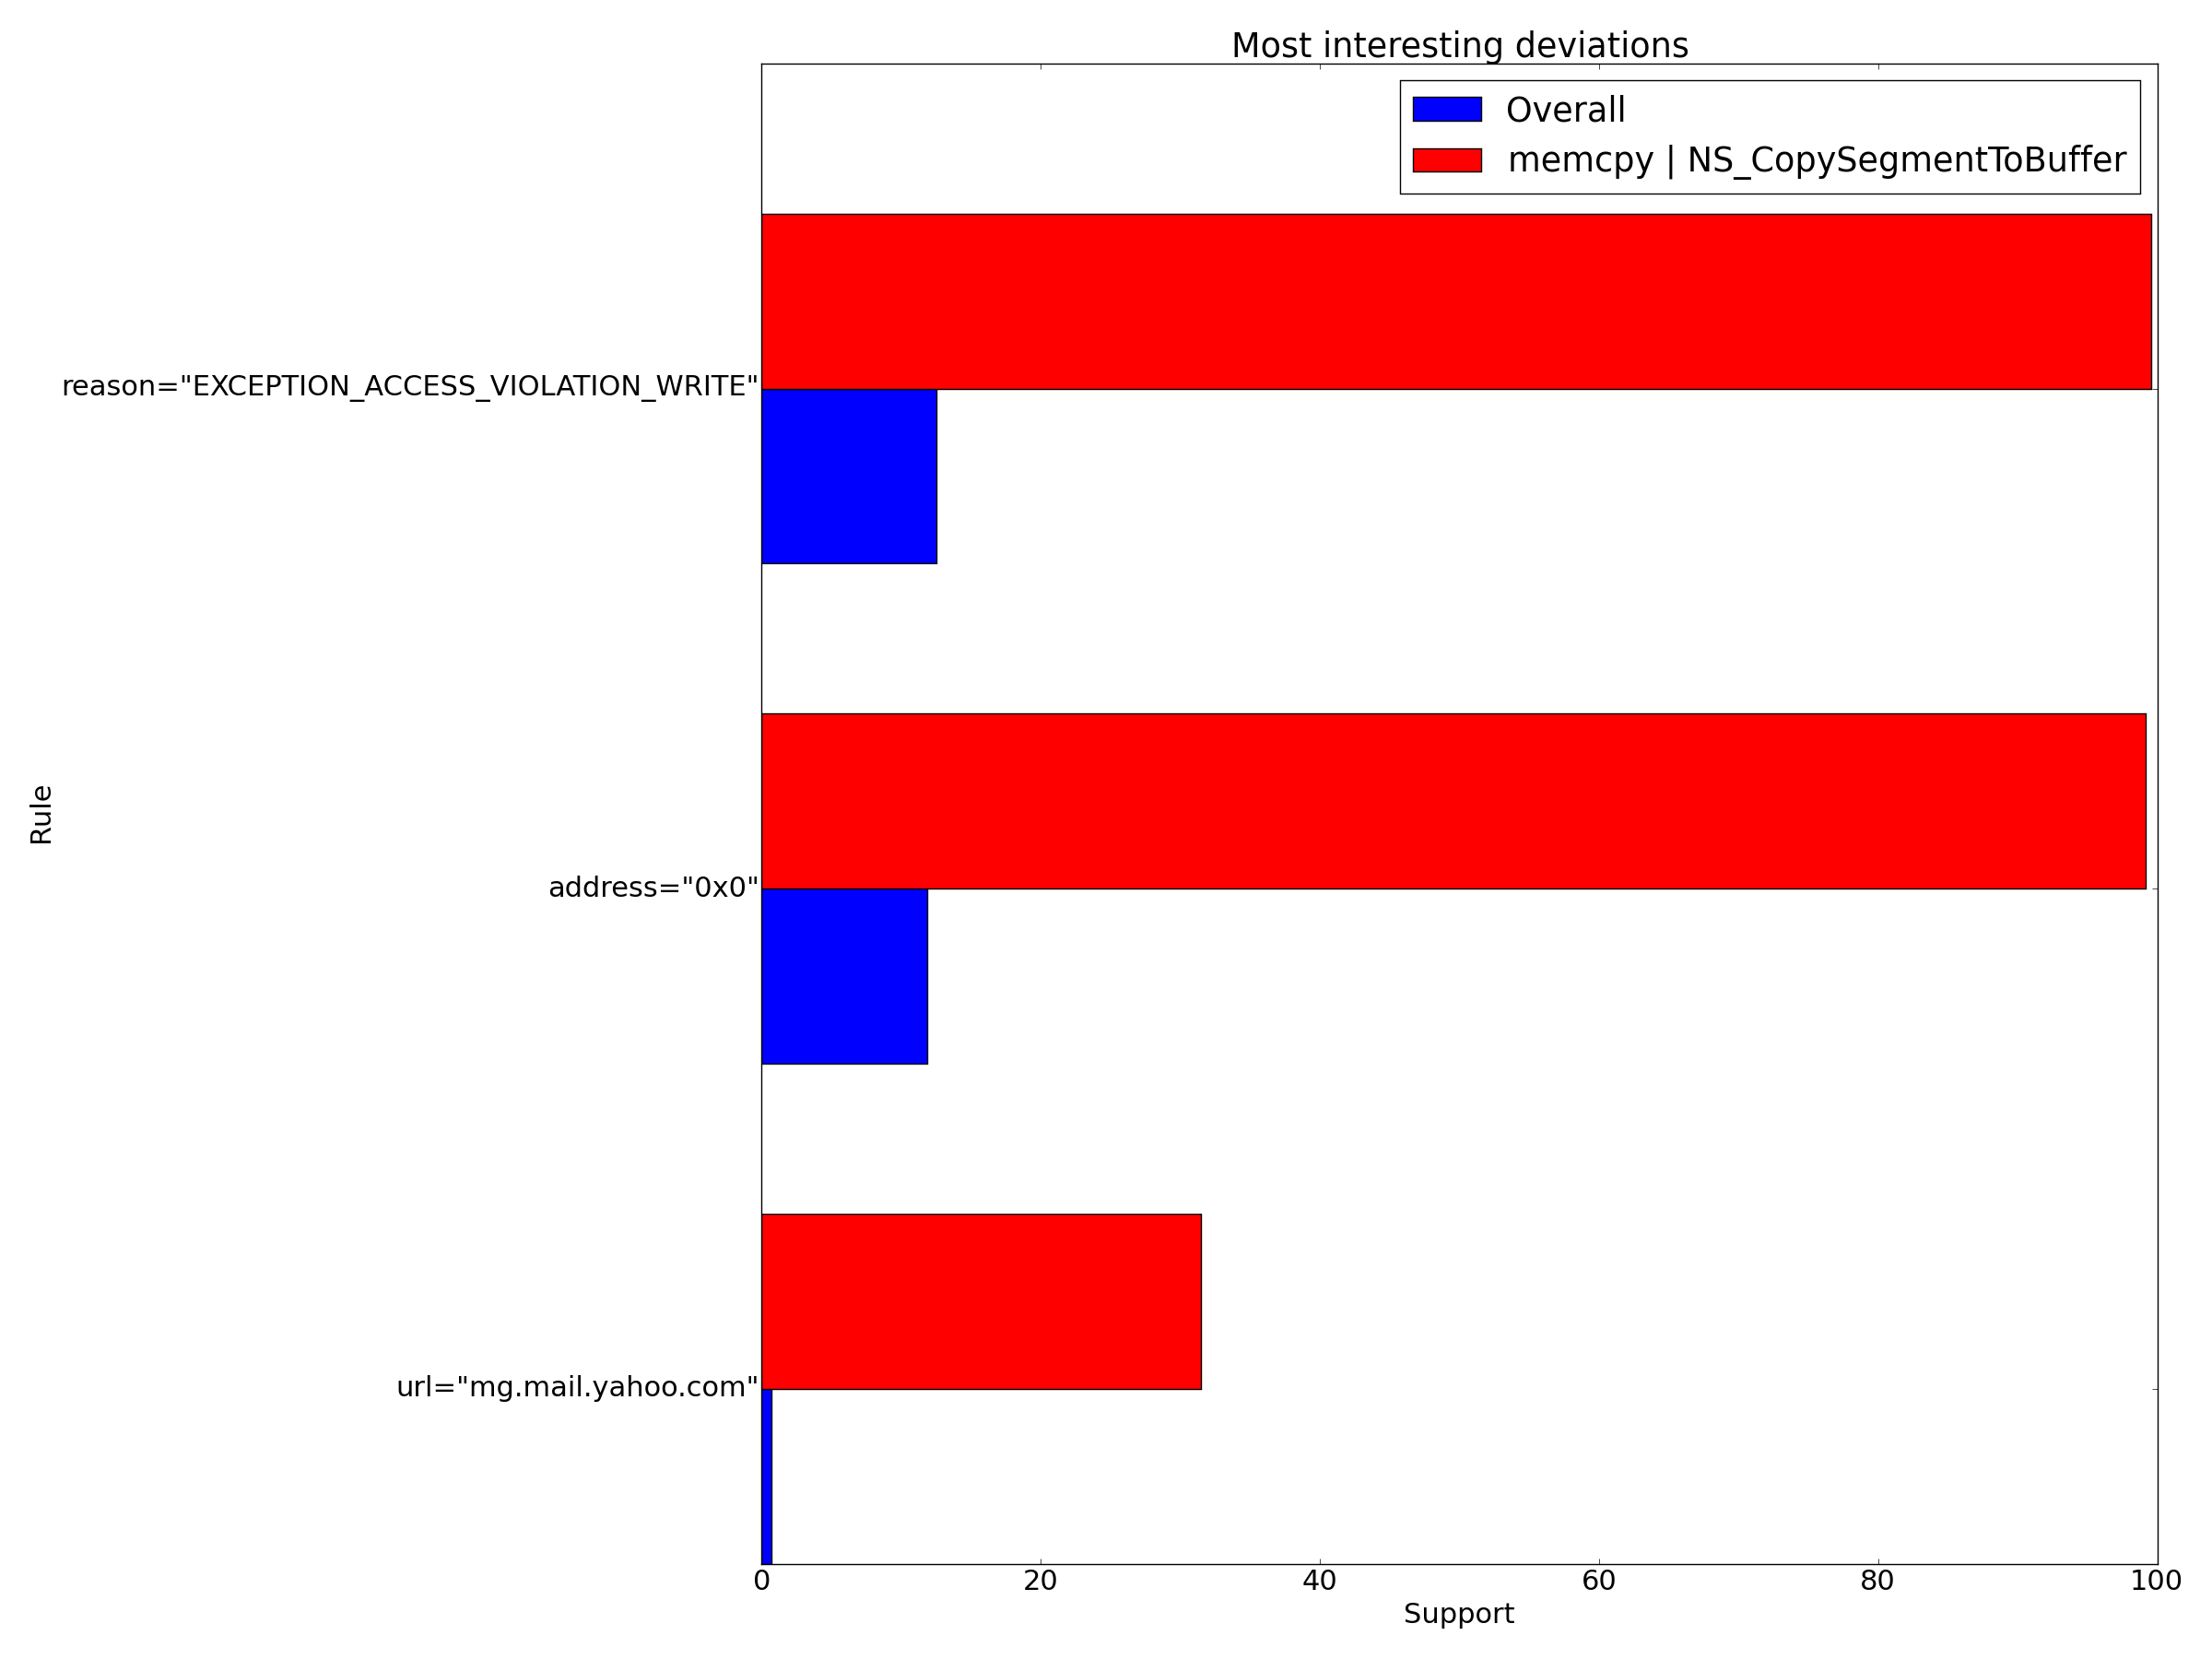 Most interesting deviations
Overall
memcpy | NS_CopySegmentToBuffer
reason="EXCEPTION_ACCESS_VIOLATION_WRITE"
address="0x0"
url="mg.mail.yahoo.com"
Rule
0 20 40 60 80 100
Support